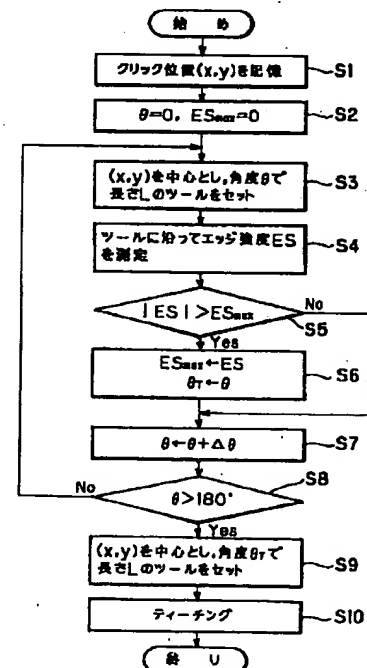 始め
クリック位置(x,y)を記憶
S1
θ=0, ESmax=0
S2
(x,y)を中心とし,角度θで
長さLのツールをセット
S3
ツールに沿ってエッジ強度ES
を測定
S4
|ES|>ESmax
No
S5
Yes
ESmax←ES
θT←θ
S6
θ←θ+Δθ
S7
No
θ>180°
S8
Yes
(x,y)を中心とし,角度θTで
長さLのツールをセット
S9
ティーチング
S10
終り